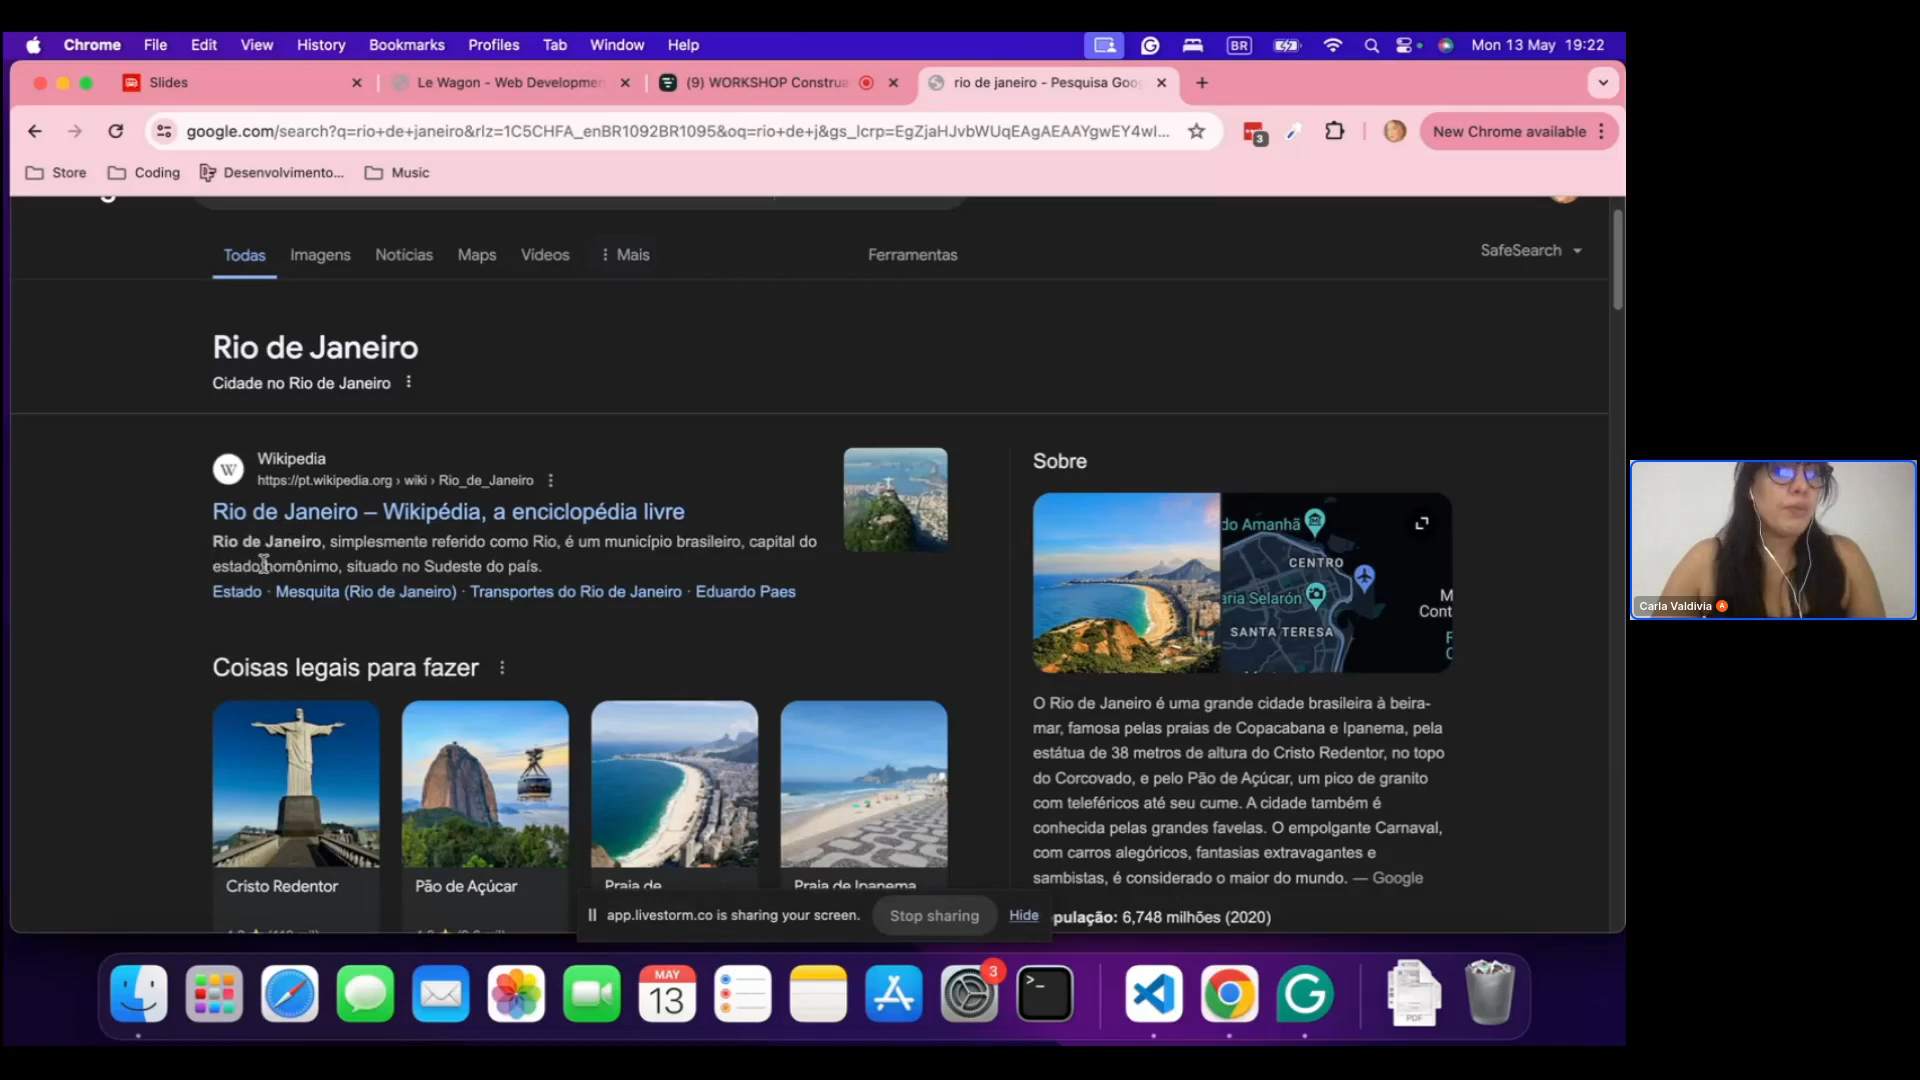 Chrome File Edit View History Bookmarks Profiles Tab Window Help BR Mon 13 May 19:22
Slides Le Wagon - Web Developmen (9) WORKSHOP Construa rio de janeiro - Pesquisa Goo
google.com/search?q=rio+de+janeiro&rlz=1C5CHFA_enBR1092BR1095&oq=rio+de+j&gs_lcrp=EgZjaHJvbWUqEAgAEAAYgwEY4wI... 3 New Chrome available
Store Coding Desenvolvimento... Music
Todas Imagens Notícias Maps Vídeos Mais Ferramentas SafeSearch
Rio de Janeiro
Cidade no Rio de Janeiro
W Wikipedia
https://pt.wikipedia.org › wiki › Rio_de_Janeiro
Rio de Janeiro – Wikipédia, a enciclopédia livre
Rio de Janeiro, simplesmente referido como Rio, é um município brasileiro, capital do
estado homônimo, situado no Sudeste do país.
Estado · Mesquita (Rio de Janeiro) · Transportes do Rio de Janeiro · Eduardo Paes
Coisas legais para fazer
Cristo Redentor
Pão de Açúcar
Praia de
Praia de Ipanema
Sobre
do Amanhã
CENTRO
aria Selarón
SANTA TERESA
M
Cont
O Rio de Janeiro é uma grande cidade brasileira à beira-
mar, famosa pelas praias de Copacabana e Ipanema, pela
estátua de 38 metros de altura do Cristo Redentor, no topo
do Corcovado, e pelo Pão de Açúcar, um pico de granito
com teleféricos até seu cume. A cidade também é
conhecida pelas grandes favelas. O empolgante Carnaval,
com carros alegóricos, fantasias extravagantes e
sambistas, é considerado o maior do mundo. — Google
pulação: 6,748 milhões (2020)
app.livestorm.co is sharing your screen. Stop sharing Hide
Carla Valdivia A
MAY
13
3
PDF